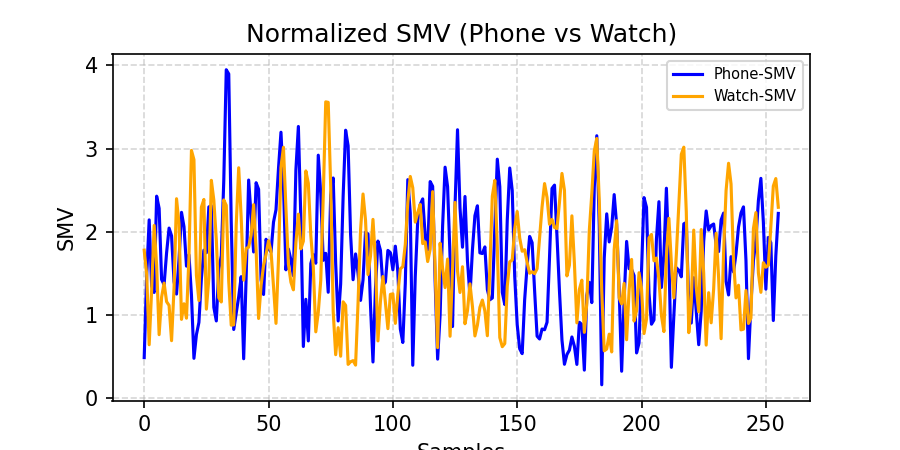 Normalized SMV (Phone vs Watch)
Phone-SMV
Watch-SMV
SMV
4
3
2
1
0
0 50 100 150 200 250
Samples